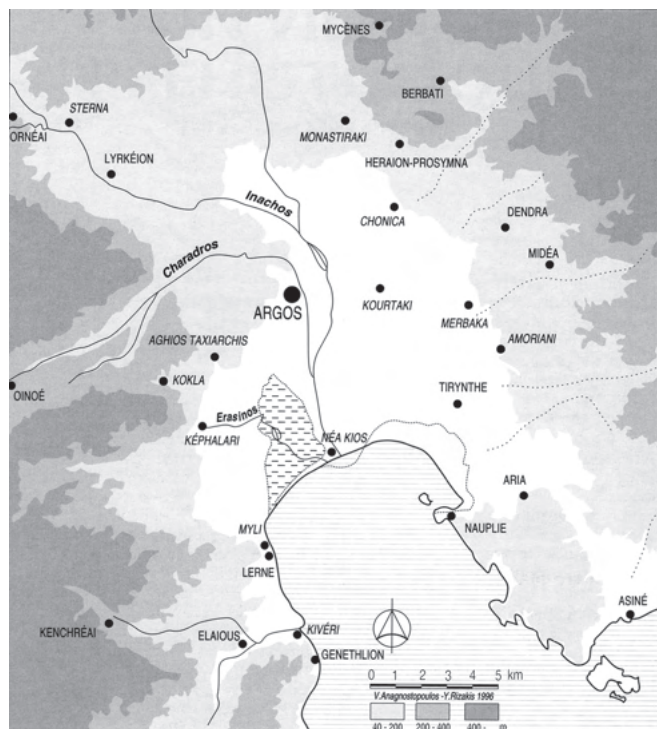 MYCÈNES
BERBATI
STERNA
ORNÉAI
MONASTIRAKI
HERAION-PROSYMNA
LYRKÉION
Inachos
CHONICA
DENDRA
Charadros
MIDÉA
ARGOS
KOURTAKI
MERBAKA
AGHIOS TAXIARCHIS
AMORIANI
KOKLA
OINOÉ
TIRYNTHE
Erasinos
KÉPHALARI
NÉA KIOS
ARIA
NAUPLIE
MYLI
LERNE
ASINÉ
KENCHRÉAI
KIVÉRI
ELAIOUS
GENETHLION
0 1 2 3 4 5 km
V.Anagnostopoulos -Y.Rizakis 1996
40 - 200 200 - 400 400 - m